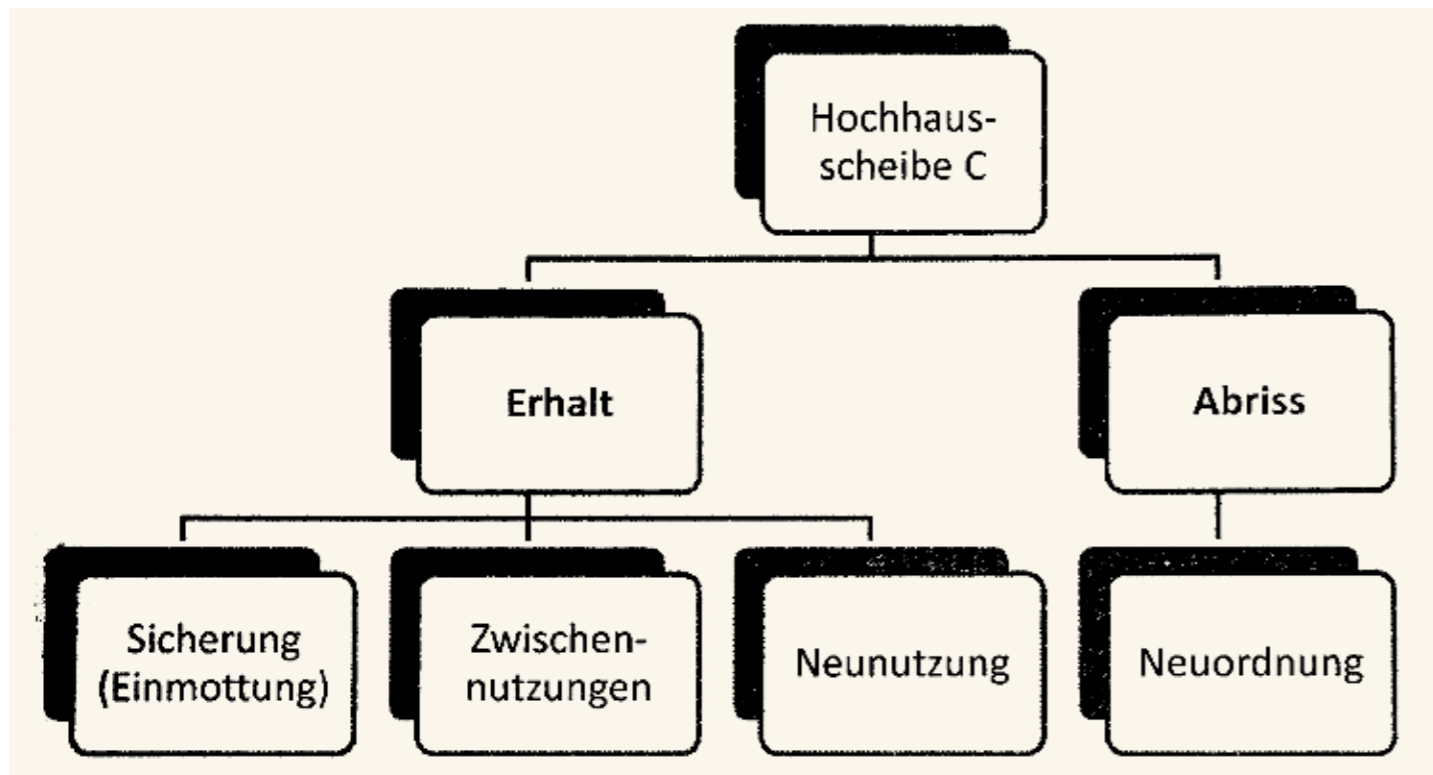 Hochhaus-
scheibe C
Erhalt
Abriss
Sicherung
(Einmottung)
Zwischen-
nutzungen
Neunutzung
Neuordnung